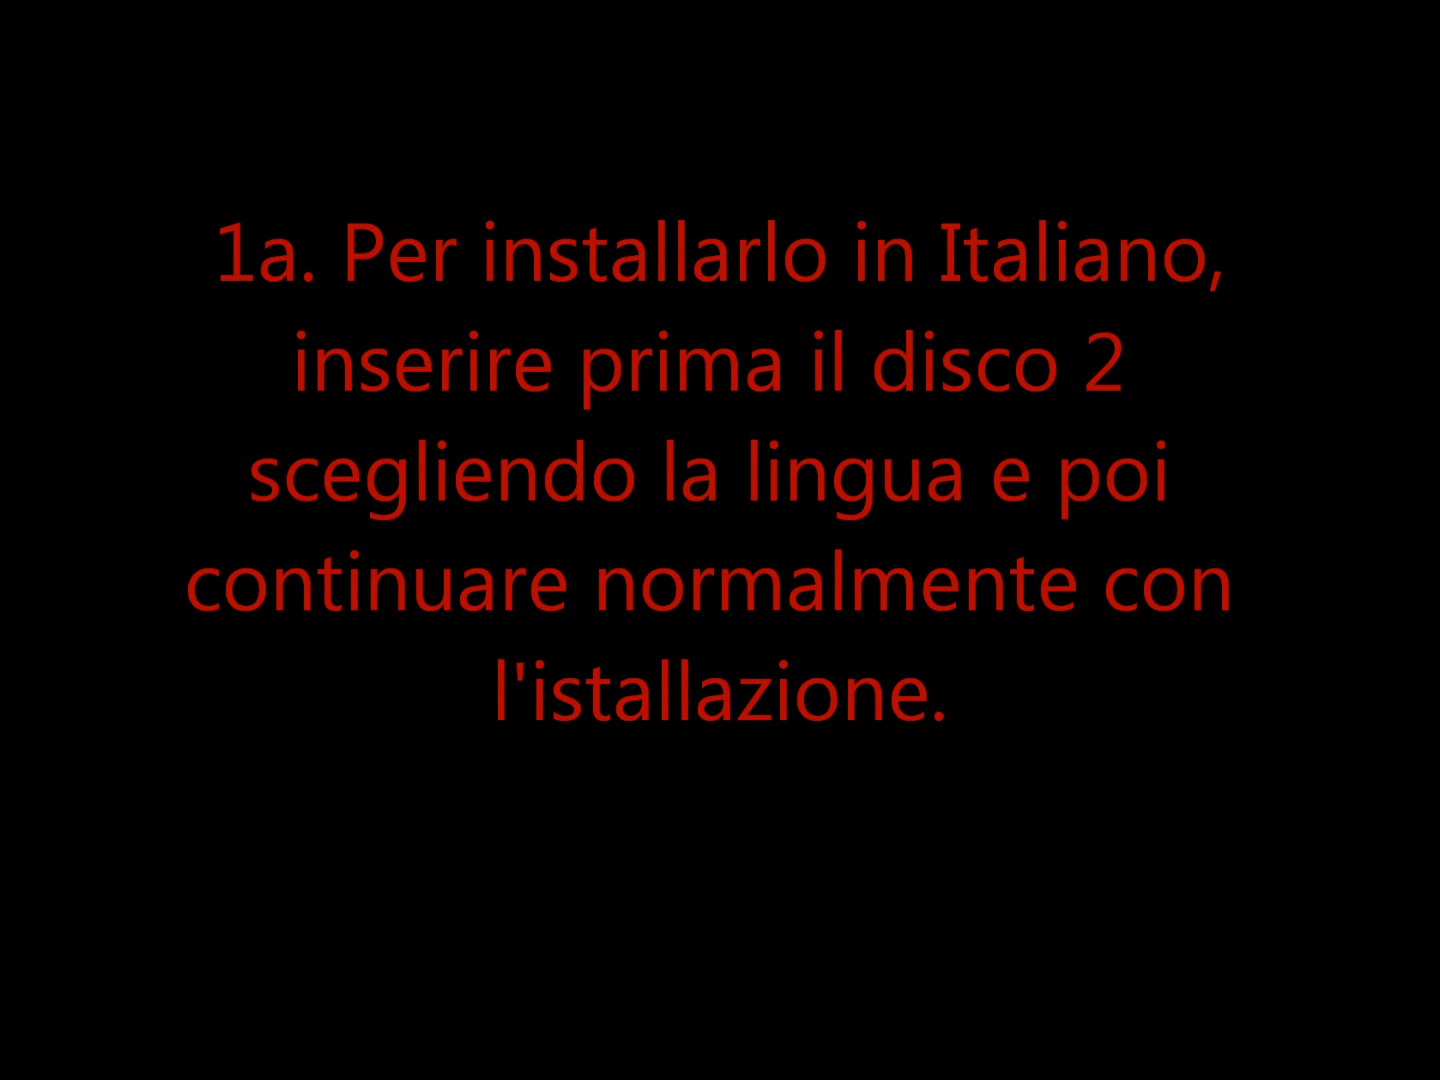 1a. Per installarlo in Italiano,
inserire prima il disco 2
scegliendo la lingua e poi
continuare normalmente con
l'istallazione.